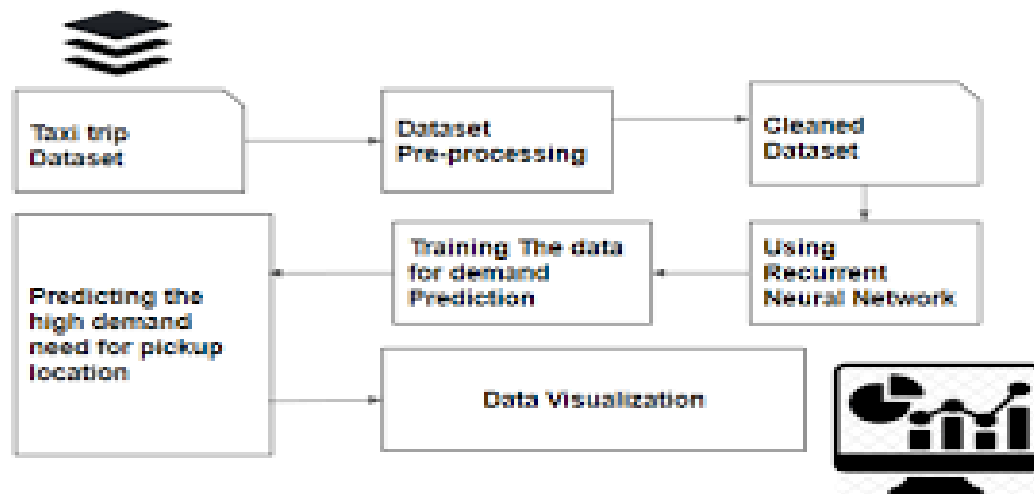 Taxi trip
Dataset
Dataset
Pre-processing
Cleaned
Dataset
Using
Recurrent
Neural Network
Training The data
for demand
Prediction
Predicting the
high demand
need for pickup
location
Data Visualization